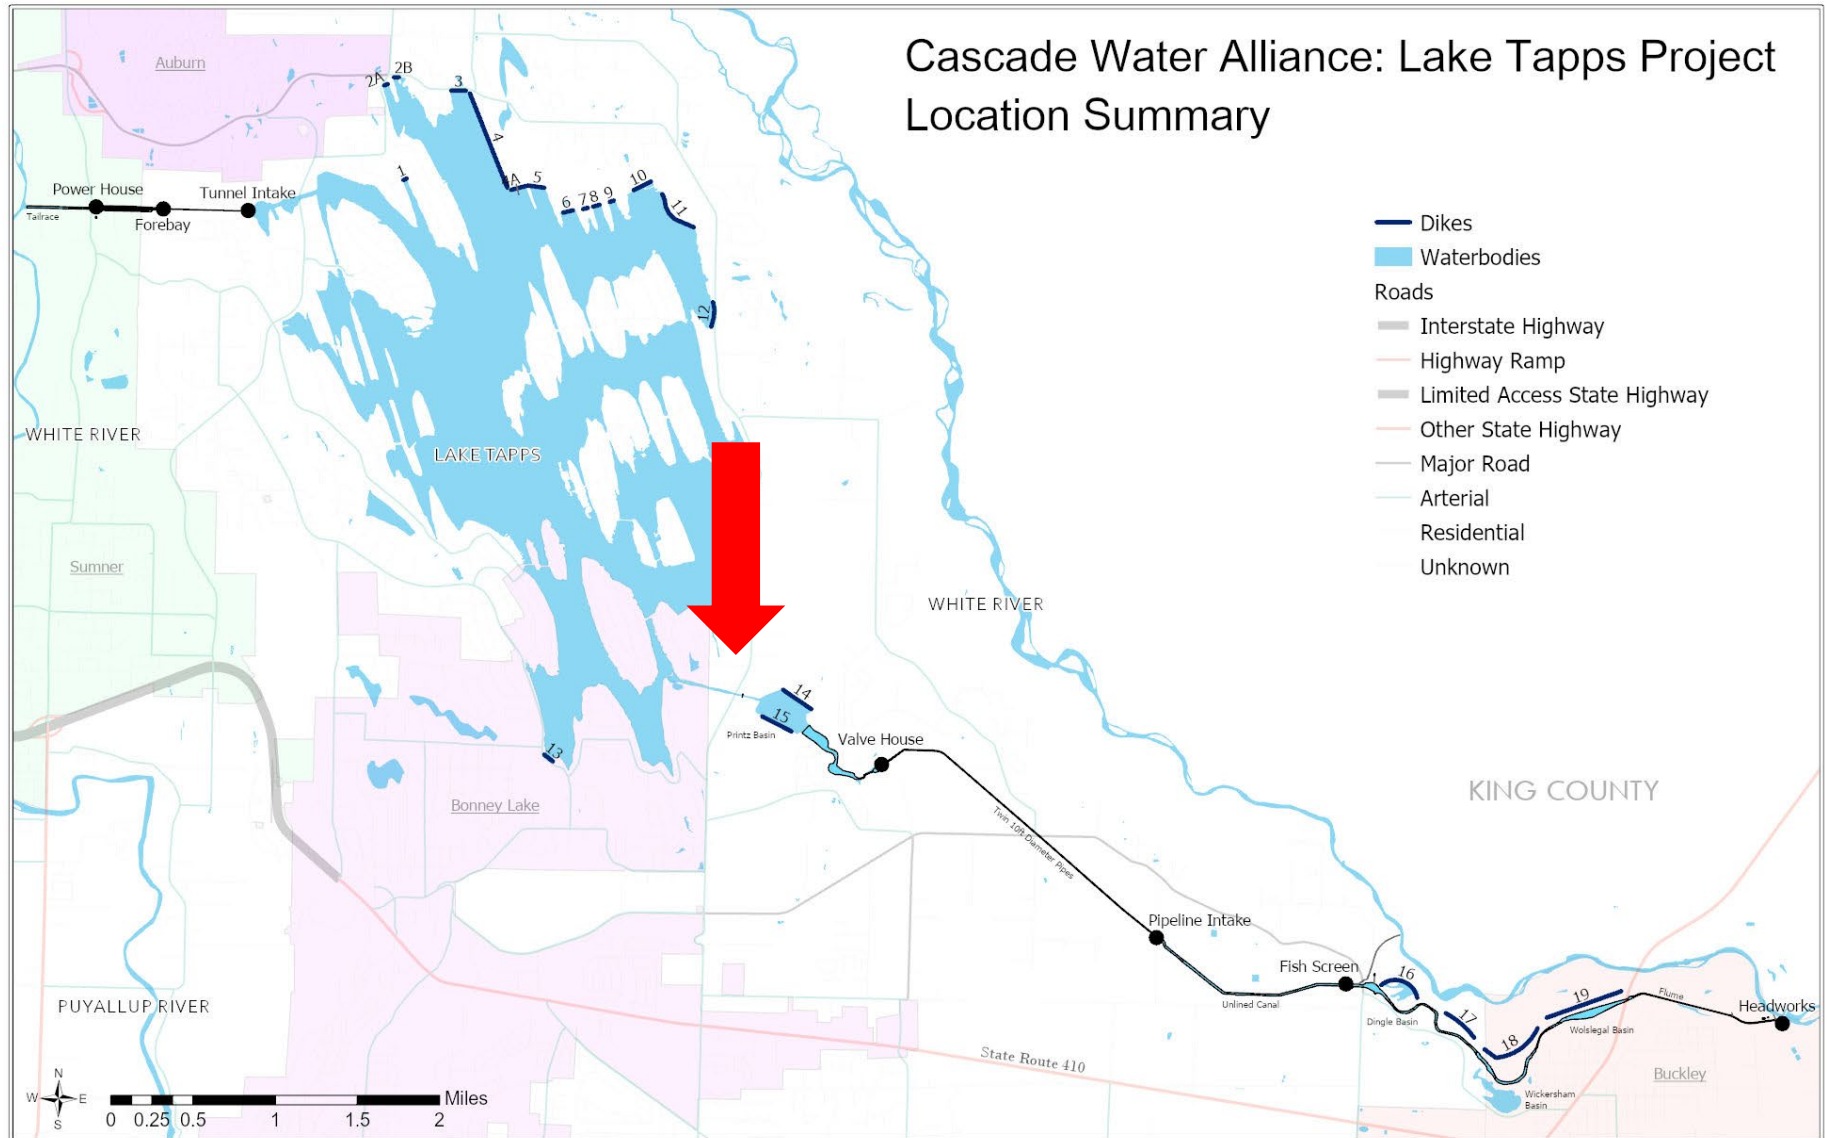 Cascade Water Alliance: Lake Tapps Project
Location Summary
Auburn
2A
2B
3
4
4A
5
1
6
7
8
9
10
11
12
Power House
Tunnel Intake
Tailrace
Forebay
Dikes
Waterbodies
Roads
Interstate Highway
Highway Ramp
Limited Access State Highway
Other State Highway
Major Road
Arterial
Residential
Unknown
WHITE RIVER
LAKE TAPPS
Sumner
WHITE RIVER
14
15
Printz Basin
Valve House
13
Bonney Lake
KING COUNTY
Twin 10ft Diameter Pipes
Pipeline Intake
Fish Screen
16
Unlined Canal
Dingle Basin
17
18
19
Wolslegal Basin
Flume
Headworks
PUYALLUP RIVER
State Route 410
Buckley
Wickersham
Basin
N
W
E
S
Miles
0 0.25 0.5 1 1.5 2